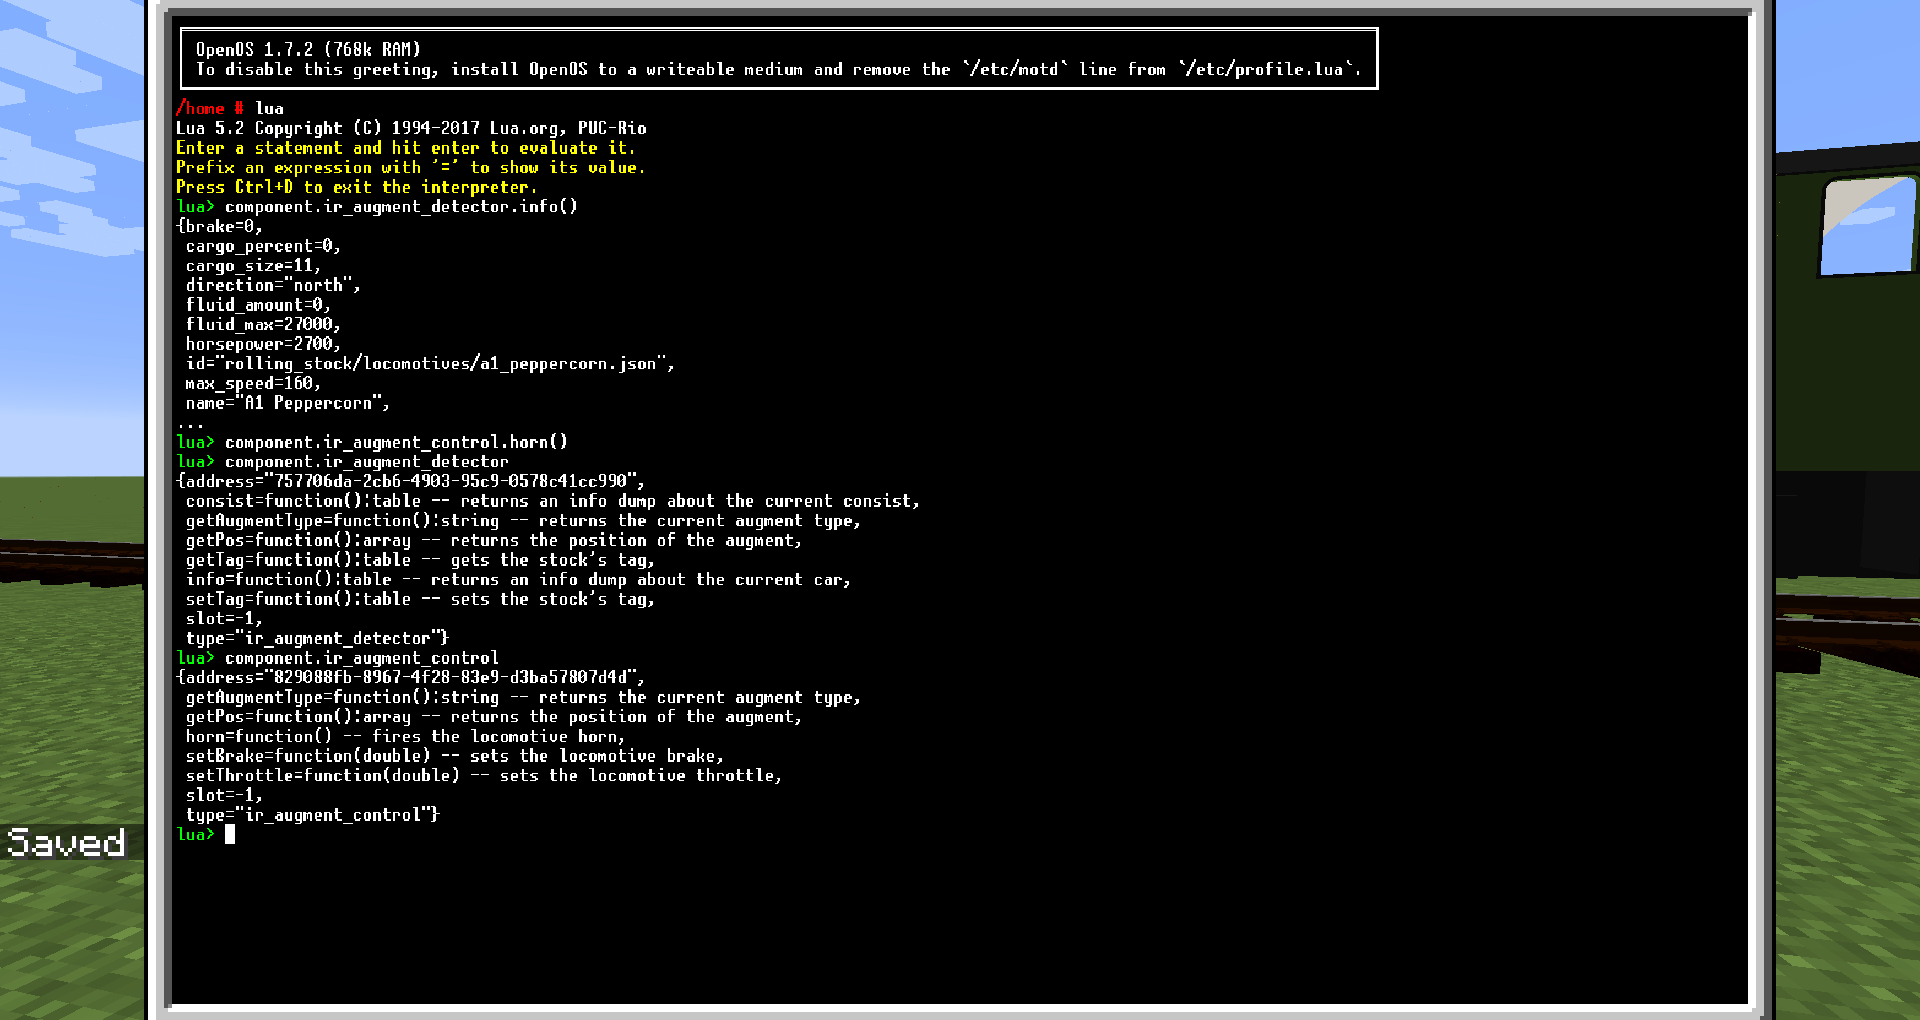 OpenOS 1.7.2 (768k RAM)
To disable this greeting, install OpenOS to a writeable medium and remove the `/etc/motd` line from `/etc/profile.lua`.
/home # lua
Lua 5.2 Copyright (C) 1994-2017 Lua.org, PUC-Rio
Enter a statement and hit enter to evaluate it.
Prefix an expression with '=' to show its value.
Press Ctrl+D to exit the interpreter.
lua> component.ir_augment_detector.info()
{brake=0,
cargo_percent=0,
cargo_size=11,
direction="north",
fluid_amount=0,
fluid_max=27000,
horsepower=2700,
id="rolling_stock/locomotives/a1_peppercorn.json",
max_speed=160,
name="A1 Peppercorn",
...
lua> component.ir_augment_control.horn()
lua> component.ir_augment_detector
{address="757706da-2cb6-4903-95c9-0578c41cc990",
consist=function():table -- returns an info dump about the current consist,
getAugmentType=function():string -- returns the current augment type,
getPos=function():array -- returns the position of the augment,
getTag=function():table -- gets the stock's tag,
info=function():table -- returns an info dump about the current car,
setTag=function():table -- sets the stock's tag,
slot=-1,
type="ir_augment_detector"}
lua> component.ir_augment_control
{address="829088fb-8967-4f28-83e9-d3ba57807d4d",
getAugmentType=function():string -- returns the current augment type,
getPos=function():array -- returns the position of the augment,
horn=function() -- fires the locomotive horn,
setBrake=function(double) -- sets the locomotive brake,
setThrottle=function(double) -- sets the locomotive throttle,
slot=-1,
type="ir_augment_control"}
lua>
Saved